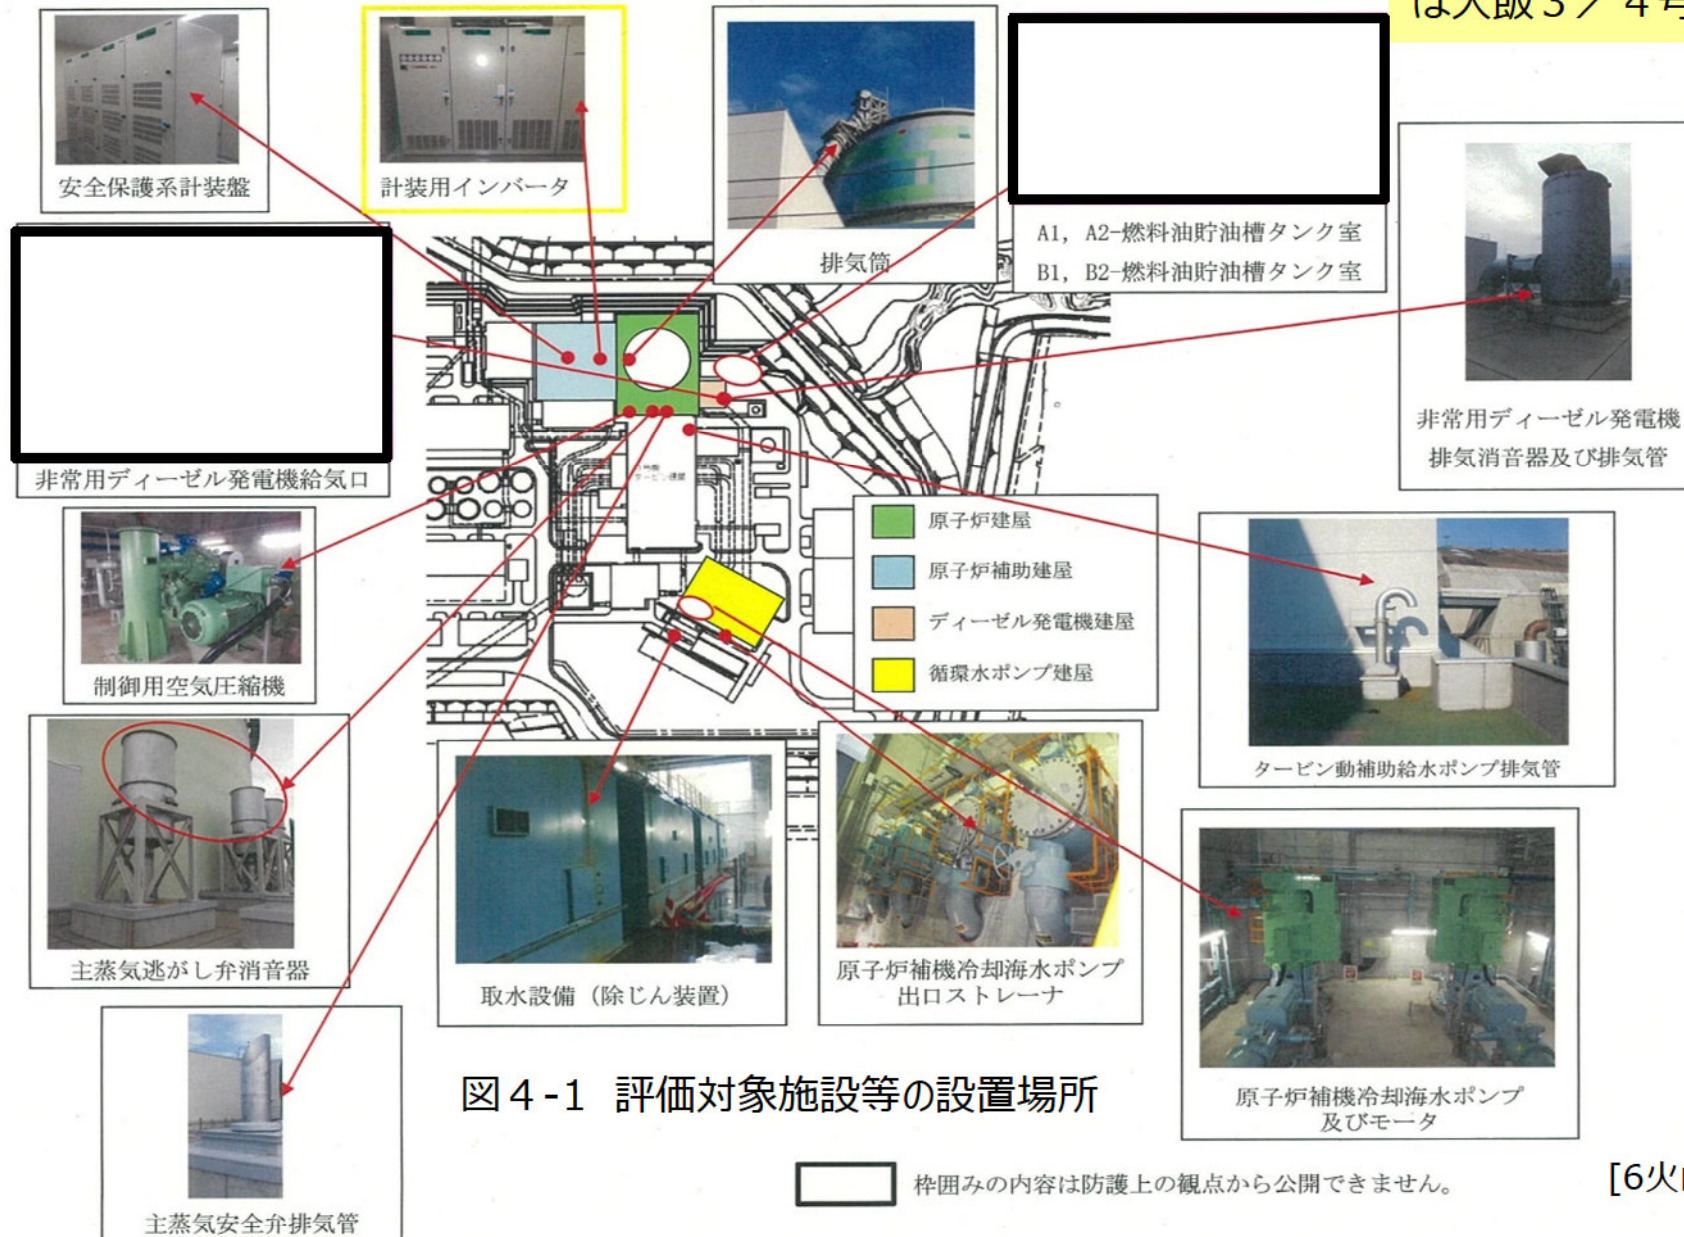 は大飯３／４号
安全保護系計装盤
計装用インバータ
排気筒
A1, A2-燃料油貯油槽タンク室
B1, B2-燃料油貯油槽タンク室
非常用ディーゼル発電機
排気消音器及び排気管
非常用ディーゼル発電機給気口
タービン建屋
原子炉建屋
原子炉補助建屋
ディーゼル発電機建屋
循環水ポンプ建屋
制御用空気圧縮機
タービン動補助給水ポンプ排気管
主蒸気逃がし弁消音器
取水設備（除じん装置）
原子炉補機冷却海水ポンプ
出口ストレーナ
原子炉補機冷却海水ポンプ
及びモータ
主蒸気安全弁排気管
図４-1 評価対象施設等の設置場所
枠囲みの内容は防護上の観点から公開できません。
[6火